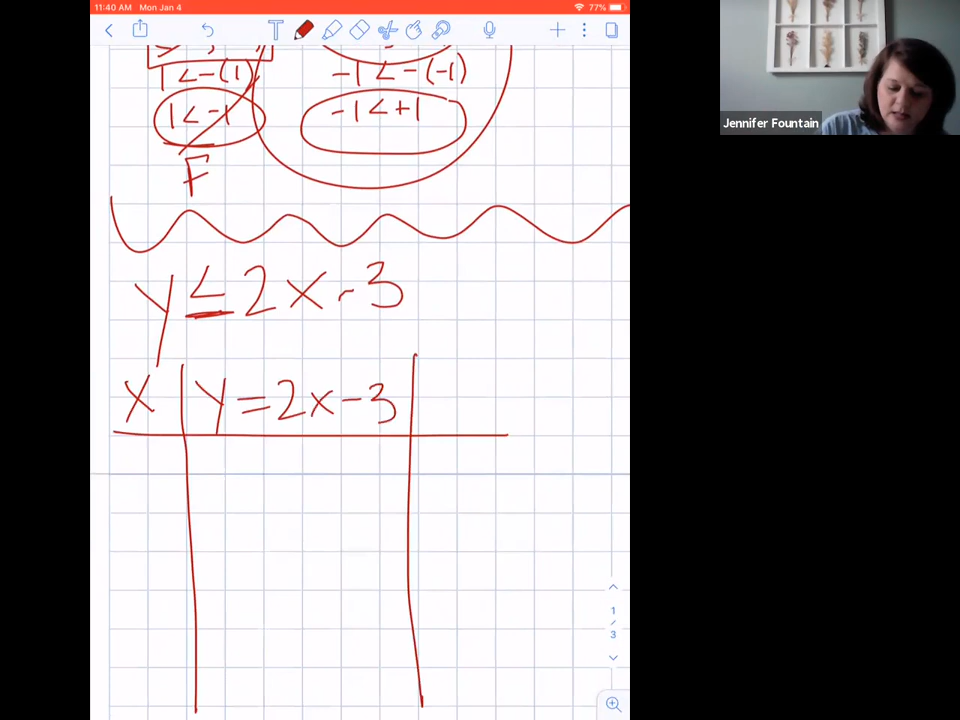 11:40 AM Mon Jan 4
77%
T
1 < -(1)
-1 < -(-1)
1 < -1
-1 < +1
F
y ≤ 2x - 3
x y = 2x - 3
1
/
3
Jennifer Fountain